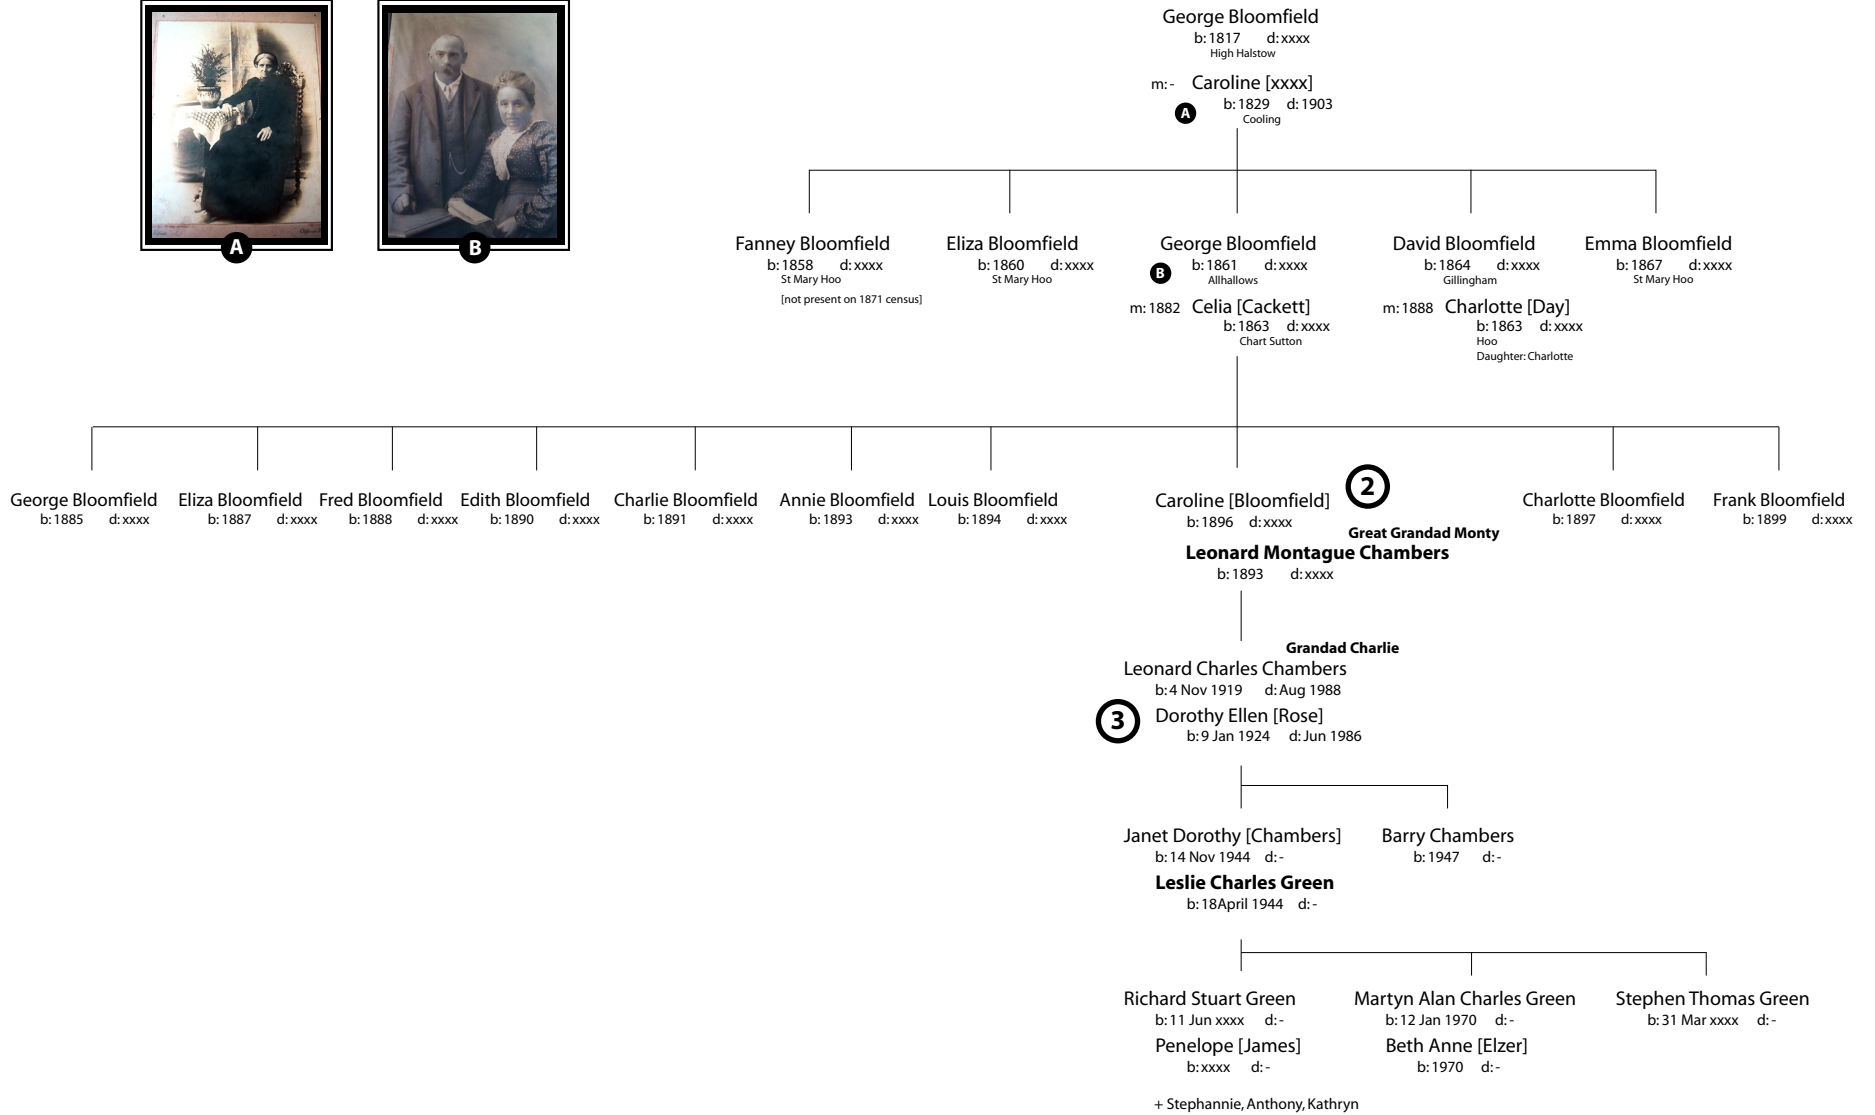 George Bloomfield
b: 1817 d: xxxx
High Halstow
m: - Caroline [xxxx]
A b: 1829 d: 1903
Cooling
A B
Fanney Bloomfield Eliza Bloomfield George Bloomfield David Bloomfield Emma Bloomfield
b: 1858 d: xxxx b: 1860 d: xxxx b: 1861 d: xxxx b: 1864 d: xxxx b: 1867 d: xxxx
St Mary Hoo St Mary Hoo B Allhallows Gillingham St Mary Hoo
[not present on 1871 census]
m: 1882 Celia [Cackett] m: 1888 Charlotte [Day]
b: 1863 d: xxxx b: 1863 d: xxxx
Chart Sutton Hoo
Daughter: Charlotte
George Bloomfield Eliza Bloomfield Fred Bloomfield Edith Bloomfield Charlie Bloomfield Annie Bloomfield Louis Bloomfield Caroline [Bloomfield] 2 Charlotte Bloomfield Frank Bloomfield
b: 1885 d: xxxx b: 1887 d: xxxx b: 1888 d: xxxx b: 1890 d: xxxx b: 1891 d: xxxx b: 1893 d: xxxx b: 1894 d: xxxx b: 1896 d: xxxx b: 1897 d: xxxx b: 1899 d: xxxx
Great Grandad Monty
Leonard Montague Chambers
b: 1893 d: xxxx
Grandad Charlie
Leonard Charles Chambers
b: 4 Nov 1919 d: Aug 1988
3 Dorothy Ellen [Rose]
b: 9 Jan 1924 d: Jun 1986
Janet Dorothy [Chambers] Barry Chambers
b: 14 Nov 1944 d: - b: 1947 d: -
Leslie Charles Green
b: 18April 1944 d: -
Richard Stuart Green Martyn Alan Charles Green Stephen Thomas Green
b: 11 Jun xxxx d: - b: 12 Jan 1970 d: - b: 31 Mar xxxx d: -
Penelope [James] Beth Anne [Elzer]
b: xxxx d: - b: 1970 d: -
+ Stephannie, Anthony, Kathryn